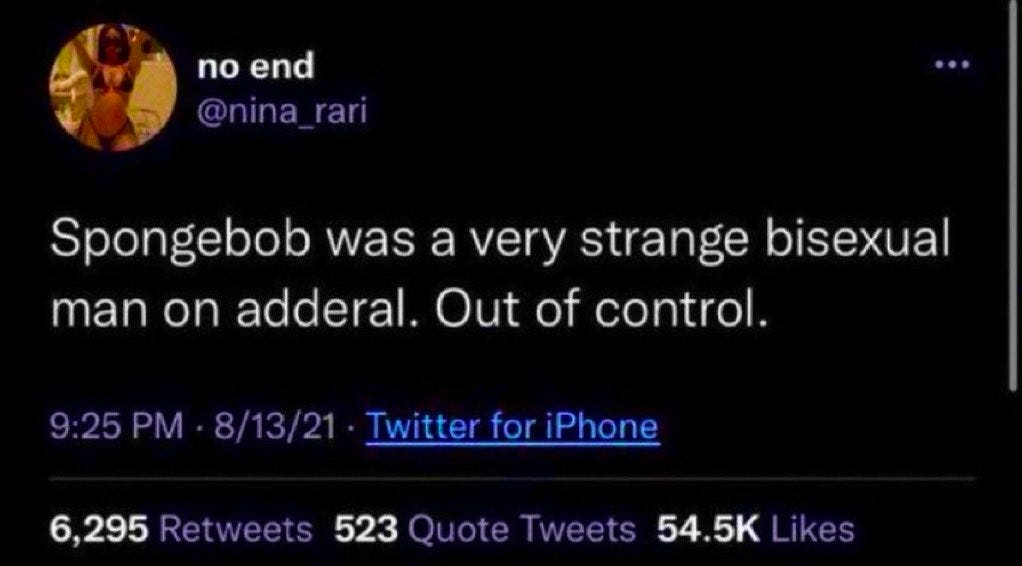 no end
@nina_rari
Spongebob was a very strange bisexual
man on adderal. Out of control.
9:25 PM · 8/13/21 · Twitter for iPhone
6,295 Retweets 523 Quote Tweets 54.5K Likes